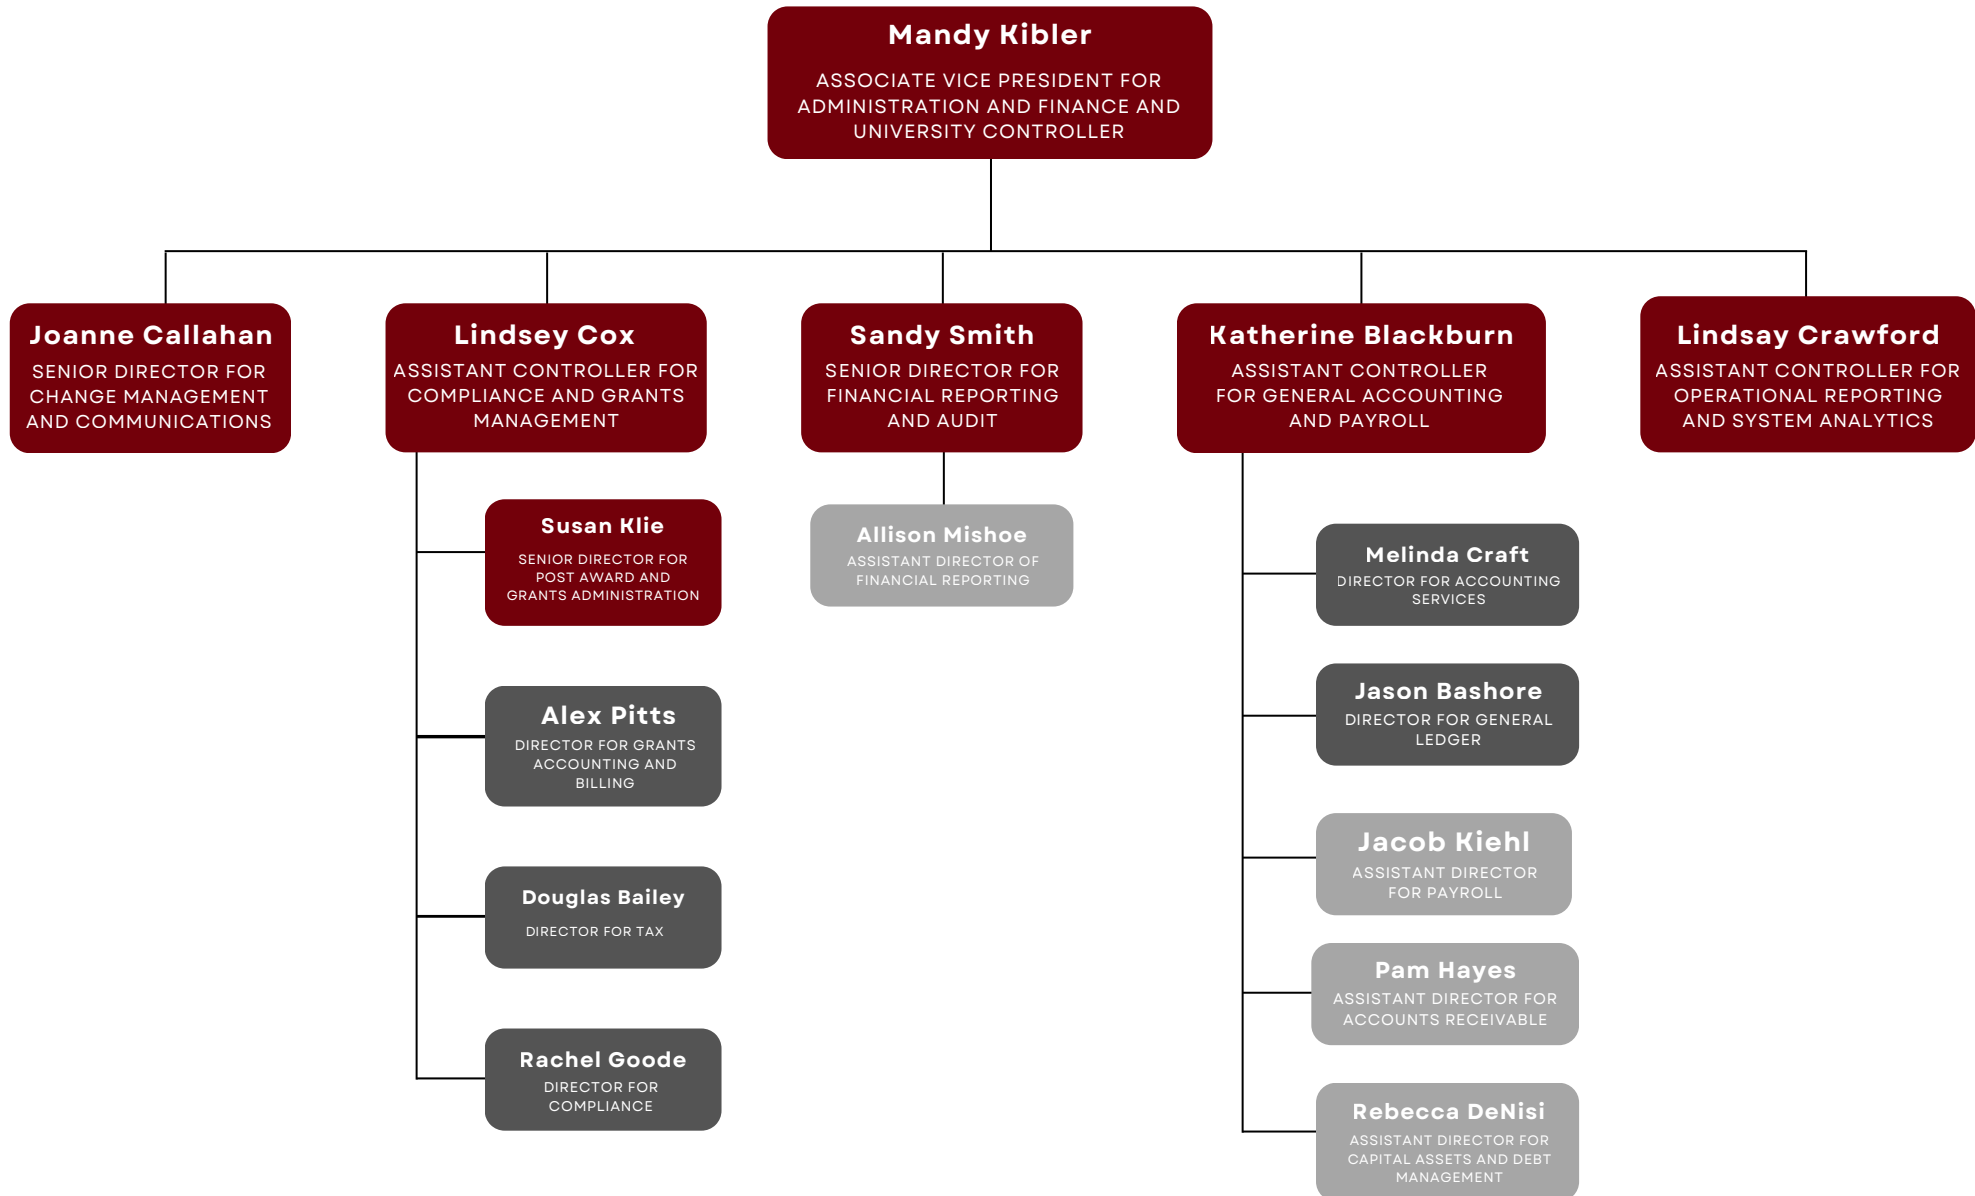 Mandy Kibler
ASSOCIATE VICE PRESIDENT FOR
ADMINISTRATION AND FINANCE AND
UNIVERSITY CONTROLLER
Joanne Callahan
SENIOR DIRECTOR FOR
CHANGE MANAGEMENT
AND COMMUNICATIONS
Lindsey Cox
ASSISTANT CONTROLLER FOR
COMPLIANCE AND GRANTS
MANAGEMENT
Sandy Smith
SENIOR DIRECTOR FOR
FINANCIAL REPORTING
AND AUDIT
Katherine Blackburn
ASSISTANT CONTROLLER
FOR GENERAL ACCOUNTING
AND PAYROLL
Lindsay Crawford
ASSISTANT CONTROLLER FOR
OPERATIONAL REPORTING
AND SYSTEM ANALYTICS
Susan Klie
SENIOR DIRECTOR FOR
POST AWARD AND
GRANTS ADMINISTRATION
Alex Pitts
DIRECTOR FOR GRANTS
ACCOUNTING AND
BILLING
Douglas Bailey
DIRECTOR FOR TAX
Rachel Goode
DIRECTOR FOR
COMPLIANCE
Allison Mishoe
ASSISTANT DIRECTOR OF
FINANCIAL REPORTING
Melinda Craft
DIRECTOR FOR ACCOUNTING
SERVICES
Jason Bashore
DIRECTOR FOR GENERAL
LEDGER
Jacob Kiehl
ASSISTANT DIRECTOR
FOR PAYROLL
Pam Hayes
ASSISTANT DIRECTOR FOR
ACCOUNTS RECEIVABLE
Rebecca DeNisi
ASSISTANT DIRECTOR FOR
CAPITAL ASSETS AND DEBT
MANAGEMENT